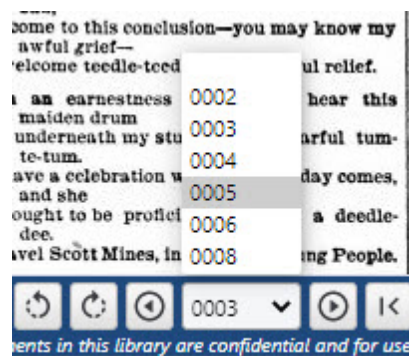 come to this conclusion—you may know my
awful grief—
welcome teedle-teed ul relief.
an earnestness hear this
maiden drum
underneath my stu arful tum-
te-tum.
ave a celebration w day comes,
and she
ought to be profici a deedle-
dee.
avel Scott Mines, in ng People.
0002
0003
0004
0005
0006
0008
0003
ents in this library are confidential and for use